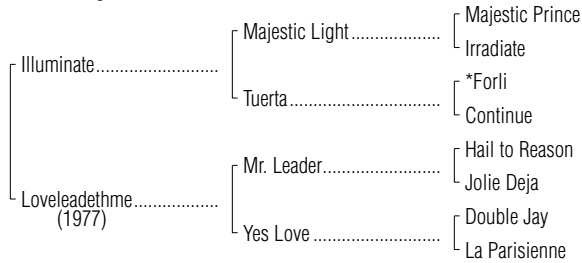 Majestic Prince
Majestic Light....................
Irradiate
Illuminate...........................
*Forli
Tuerta..................................
Continue
Hail to Reason
Mr. Leader.........................
Jolie Deja
Loveleadethme..................
(1977)
Double Jay
Yes Love ............................
La Parisienne